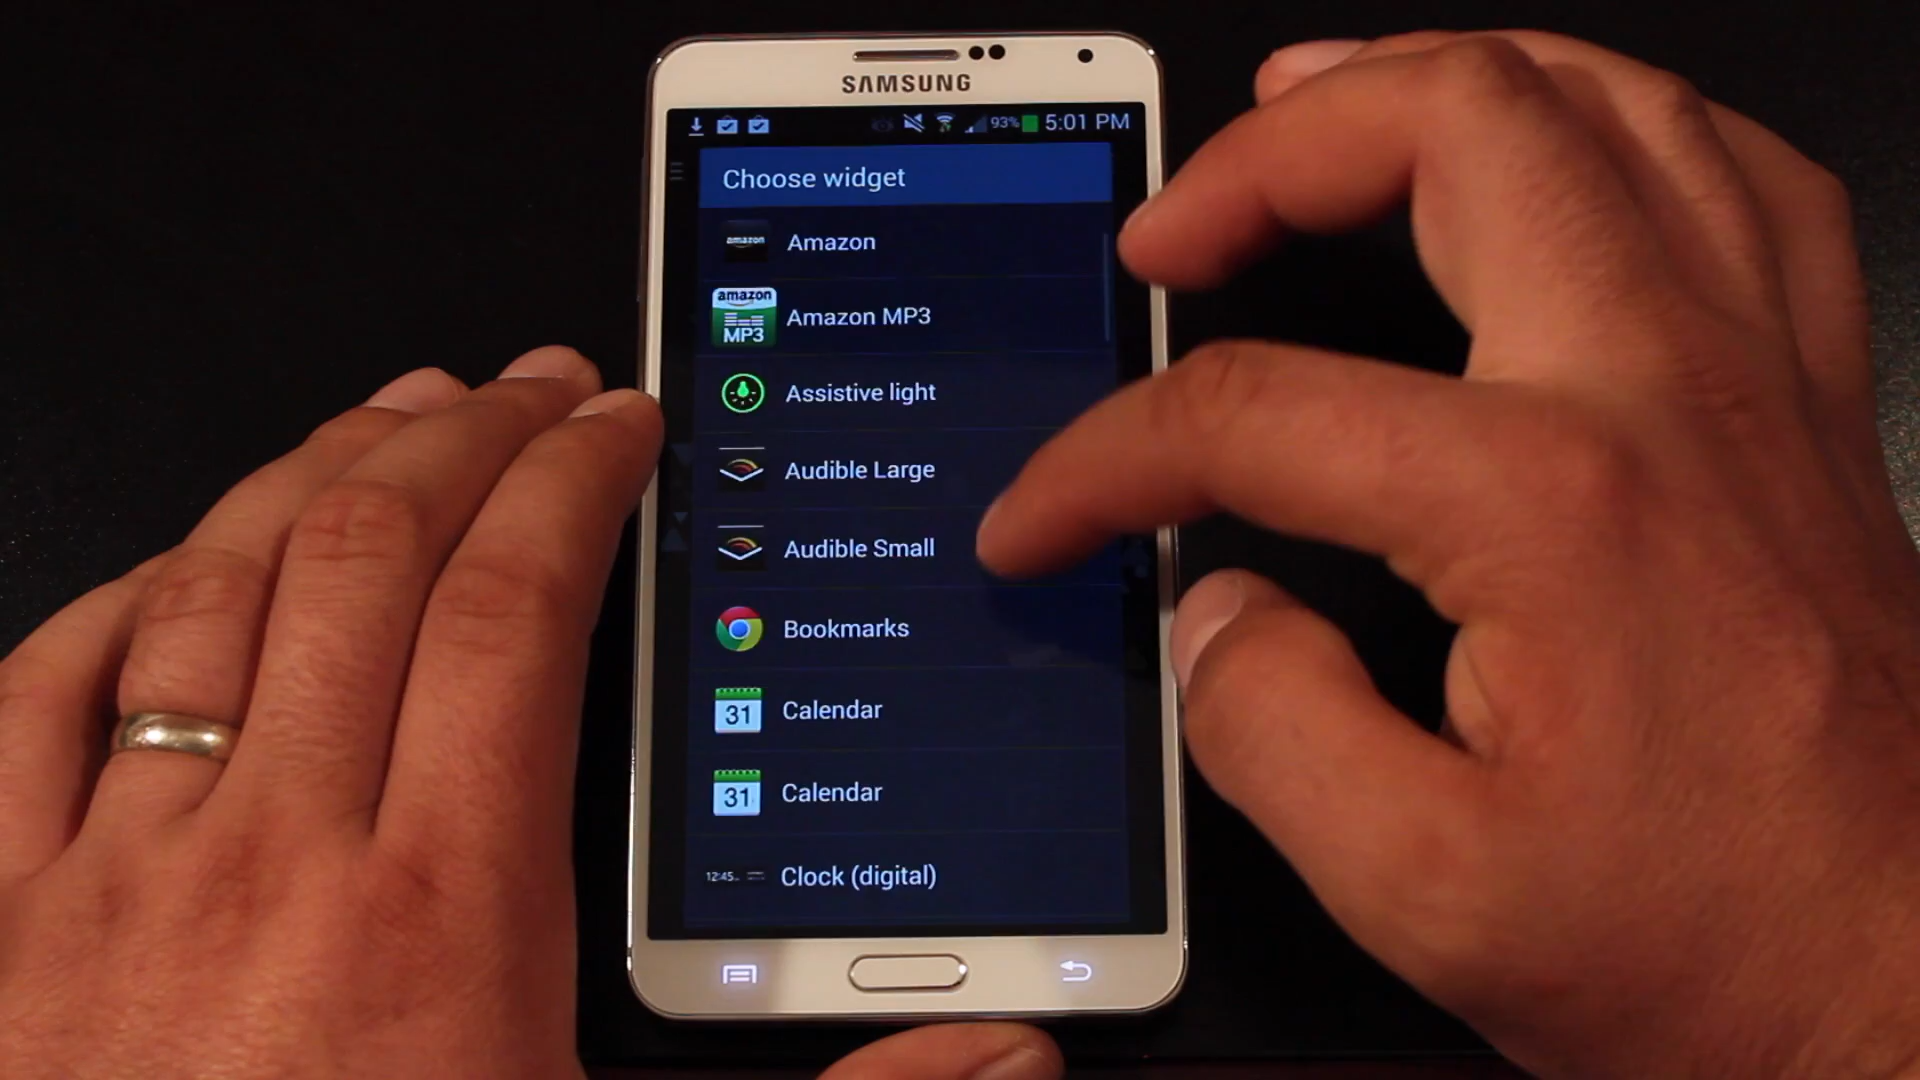 SAMSUNG
93% 5:01 PM
Choose widget
amazon Amazon
amazon MP3 Amazon MP3
Assistive light
Audible Large
Audible Small
Bookmarks
31 Calendar
31 Calendar
12:45 Clock (digital)